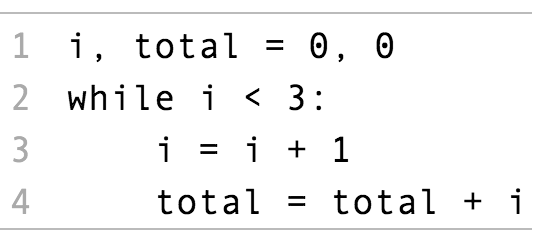 1 i, total = 0, 0
2 while i < 3:
3     i = i + 1
4     total = total + i